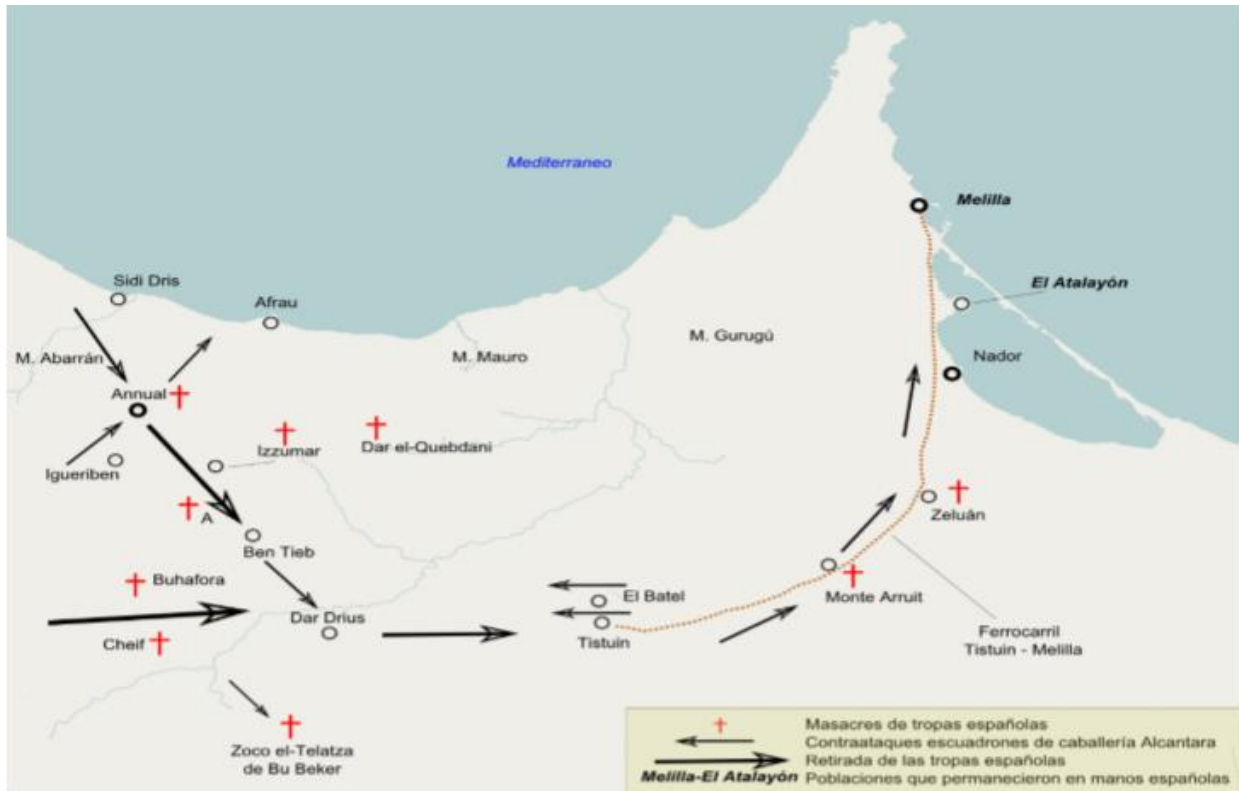 Mediterraneo
Melilla
Sidi Dris
El Atalayón
Afrau
M. Gurugú
M. Abarrán
M. Mauro
Nador
Annual
Izzumar
Dar el-Quebdani
Igueriben
Zeluán
A
Ben Tieb
Buhafora
El Batel
Monte Arruit
Dar Drius
Cheif
Tistuin
Ferrocarril
Tistuin - Melilla
Zoco el-Telatza
de Bu Beker
Masacres de tropas españolas
Contraataques escuadrones de caballería Alcantara
Retirada de las tropas españolas
Melilla-El Atalayón Poblaciones que permanecieron en manos españolas